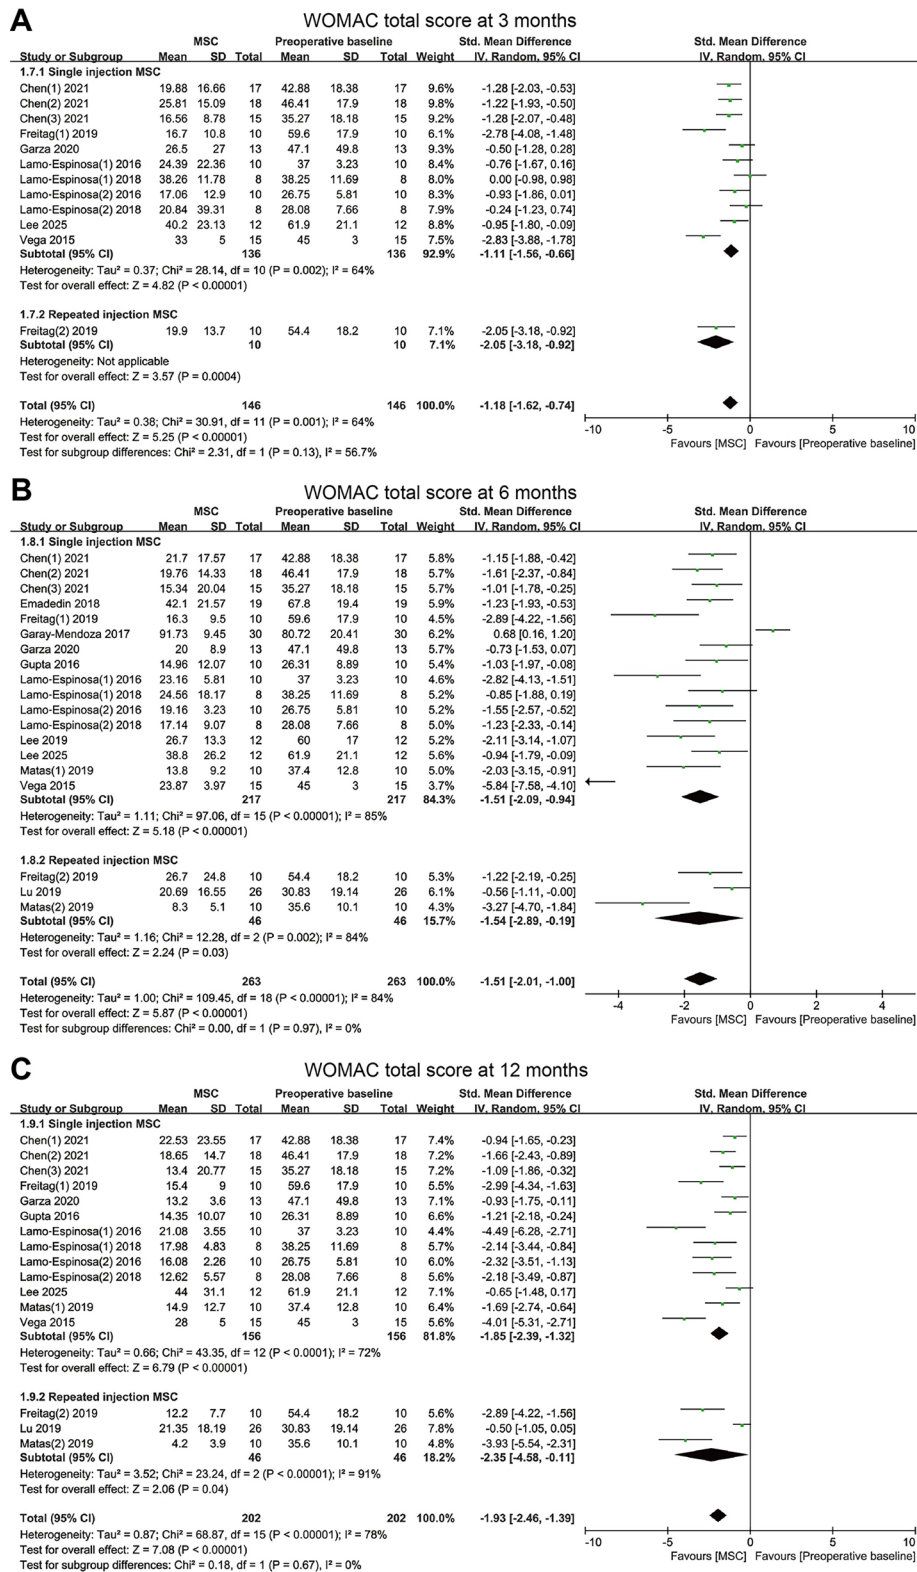 A
WOMAC total score at 3 months
MSC Preoperative baseline Std. Mean Difference Std. Mean Difference
Study or Subgroup Mean SD Total Mean SD Total Weight IV, Random, 95% CI IV, Random, 95% CI
1.7.1 Single injection MSC
Chen(1) 2021 19.88 16.66 17 42.88 18.38 17 9.6% -1.28 [-2.03, -0.53]
Chen(2) 2021 25.81 15.09 18 46.41 17.9 18 9.9% -1.22 [-1.93, -0.50]
Chen(3) 2021 16.56 8.78 15 35.27 18.18 15 9.3% -1.28 [-2.07, -0.48]
Freitag(1) 2019 16.7 10.8 10 59.6 17.9 10 6.2% -2.78 [-4.08, -1.48]
Garza 2020 26.5 27 13 47.1 49.8 13 9.4% -0.50 [-1.28, 0.28]
Lamo-Espinosa(1) 2016 24.39 22.36 10 37 3.23 10 8.4% -0.76 [-1.67, 0.16]
Lamo-Espinosa(1) 2018 38.26 11.78 8 38.25 11.69 8 8.0% 0.00 [-0.98, 0.98]
Lamo-Espinosa(2) 2016 17.06 12.9 10 26.75 5.81 10 8.3% -0.93 [-1.86, 0.01]
Lamo-Espinosa(2) 2018 20.84 39.31 8 28.08 7.66 8 7.9% -0.24 [-1.23, 0.74]
Lee 2025 40.2 23.13 12 61.9 21.1 12 8.8% -0.95 [-1.80, -0.09]
Vega 2015 33 5 15 45 3 15 7.5% -2.83 [-3.88, -1.78]
Subtotal (95% CI) 136 136 92.9% -1.11 [-1.56, -0.66]
Heterogeneity: Tau² = 0.37; Chi² = 28.14, df = 10 (P = 0.002); I² = 64%
Test for overall effect: Z = 4.82 (P < 0.00001)
1.7.2 Repeated injection MSC
Freitag(2) 2019 19.9 13.7 10 54.4 18.2 10 7.1% -2.05 [-3.18, -0.92]
Subtotal (95% CI) 10 10 7.1% -2.05 [-3.18, -0.92]
Heterogeneity: Not applicable
Test for overall effect: Z = 3.57 (P = 0.0004)
Total (95% CI) 146 146 100.0% -1.18 [-1.62, -0.74]
Heterogeneity: Tau² = 0.38; Chi² = 30.91, df = 11 (P = 0.001); I² = 64%
Test for overall effect: Z = 5.25 (P < 0.00001)
Test for subgroup differences: Chi² = 2.31, df = 1 (P = 0.13), I² = 56.7%
-10 -5 0 5 10
Favours [MSC] Favours [Preoperative baseline]
B
WOMAC total score at 6 months
MSC Preoperative baseline Std. Mean Difference Std. Mean Difference
Study or Subgroup Mean SD Total Mean SD Total Weight IV, Random, 95% CI IV, Random, 95% CI
1.8.1 Single injection MSC
Chen(1) 2021 21.7 17.57 17 42.88 18.38 17 5.8% -1.15 [-1.88, -0.42]
Chen(2) 2021 19.76 14.33 18 46.41 17.9 18 5.7% -1.61 [-2.37, -0.84]
Chen(3) 2021 15.34 20.04 15 35.27 18.18 15 5.7% -1.01 [-1.78, -0.25]
Emadedin 2018 42.1 21.57 19 67.8 19.4 19 5.9% -1.23 [-1.93, -0.53]
Freitag(1) 2019 16.3 9.5 10 59.6 17.9 10 4.5% -2.89 [-4.22, -1.56]
Garay-Mendoza 2017 91.73 9.45 30 80.72 20.41 30 6.2% 0.68 [0.16, 1.20]
Garza 2020 20 8.9 13 47.1 49.8 13 5.7% -0.73 [-1.53, 0.07]
Gupta 2016 14.96 12.07 10 26.31 8.89 10 5.4% -1.03 [-1.97, -0.08]
Lamo-Espinosa(1) 2016 23.16 5.81 10 37 3.23 10 4.6% -2.82 [-4.13, -1.51]
Lamo-Espinosa(1) 2018 24.56 18.17 8 38.25 11.69 8 5.2% -0.85 [-1.88, 0.19]
Lamo-Espinosa(2) 2016 19.16 3.23 10 26.75 5.81 10 5.2% -1.55 [-2.57, -0.52]
Lamo-Espinosa(2) 2018 17.14 9.07 8 28.08 7.66 8 5.0% -1.23 [-2.33, -0.14]
Lee 2019 26.7 13.3 12 60 17 12 5.2% -2.11 [-3.14, -1.07]
Lee 2025 38.8 26.2 12 61.9 21.1 12 5.6% -0.94 [-1.79, -0.09]
Matas(1) 2019 13.8 9.2 10 37.4 12.8 10 5.0% -2.03 [-3.15, -0.91]
Vega 2015 23.87 3.97 15 45 3 15 3.7% -5.84 [-7.58, -4.10]
Subtotal (95% CI) 217 217 84.3% -1.51 [-2.09, -0.94]
Heterogeneity: Tau² = 1.11; Chi² = 97.06, df = 15 (P < 0.00001); I² = 85%
Test for overall effect: Z = 5.18 (P < 0.00001)
1.8.2 Repeated injection MSC
Freitag(2) 2019 26.7 24.8 10 54.4 18.2 10 5.3% -1.22 [-2.19, -0.25]
Lu 2019 20.69 16.55 26 30.83 19.14 26 6.1% -0.56 [-1.11, -0.00]
Matas(2) 2019 8.3 5.1 10 35.6 10.1 10 4.3% -3.27 [-4.70, -1.84]
Subtotal (95% CI) 46 46 15.7% -1.54 [-2.89, -0.19]
Heterogeneity: Tau² = 1.16; Chi² = 12.28, df = 2 (P = 0.002); I² = 84%
Test for overall effect: Z = 2.24 (P = 0.03)
Total (95% CI) 263 263 100.0% -1.51 [-2.01, -1.00]
Heterogeneity: Tau² = 1.00; Chi² = 109.45, df = 18 (P < 0.00001); I² = 84%
Test for overall effect: Z = 5.87 (P < 0.00001)
Test for subgroup differences: Chi² = 0.00, df = 1 (P = 0.97), I² = 0%
-4 -2 0 2 4
Favours [MSC] Favours [Preoperative baseline]
C
WOMAC total score at 12 months
MSC Preoperative baseline Std. Mean Difference Std. Mean Difference
Study or Subgroup Mean SD Total Mean SD Total Weight IV, Random, 95% CI IV, Random, 95% CI
1.9.1 Single injection MSC
Chen(1) 2021 22.53 23.55 17 42.88 18.38 17 7.4% -0.94 [-1.65, -0.23]
Chen(2) 2021 18.65 14.7 18 46.41 17.9 18 7.2% -1.66 [-2.43, -0.89]
Chen(3) 2021 13.4 20.77 15 35.27 18.18 15 7.2% -1.09 [-1.86, -0.32]
Freitag(1) 2019 15.4 9 10 59.6 17.9 10 5.5% -2.99 [-4.34, -1.63]
Garza 2020 13.2 3.6 13 47.1 49.8 13 7.1% -0.93 [-1.75, -0.11]
Gupta 2016 14.35 10.07 10 26.31 8.89 10 6.6% -1.21 [-2.18, -0.24]
Lamo-Espinosa(1) 2016 21.08 3.55 10 37 3.23 10 4.4% -4.49 [-6.28, -2.71]
Lamo-Espinosa(1) 2018 17.98 4.83 8 38.25 11.69 8 5.7% -2.14 [-3.44, -0.84]
Lamo-Espinosa(2) 2016 16.08 2.26 10 26.75 5.81 10 6.0% -2.32 [-3.51, -1.13]
Lamo-Espinosa(2) 2018 12.62 5.57 8 28.08 7.66 8 5.6% -2.18 [-3.49, -0.87]
Lee 2025 44 31.1 12 61.9 21.1 12 7.1% -0.65 [-1.48, 0.17]
Matas(1) 2019 14.9 12.7 10 37.4 12.8 10 6.4% -1.69 [-2.74, -0.64]
Vega 2015 28 5 15 45 3 15 5.6% -4.01 [-5.31, -2.71]
Subtotal (95% CI) 156 156 81.8% -1.85 [-2.39, -1.32]
Heterogeneity: Tau² = 0.66; Chi² = 43.35, df = 12 (P < 0.0001); I² = 72%
Test for overall effect: Z = 6.79 (P < 0.00001)
1.9.2 Repeated injection MSC
Freitag(2) 2019 12.2 7.7 10 54.4 18.2 10 5.6% -2.89 [-4.22, -1.56]
Lu 2019 21.35 18.19 26 30.83 19.14 26 7.8% -0.50 [-1.05, 0.05]
Matas(2) 2019 4.2 3.9 10 35.6 10.1 10 4.8% -3.93 [-5.54, -2.31]
Subtotal (95% CI) 46 46 18.2% -2.35 [-4.58, -0.11]
Heterogeneity: Tau² = 3.52; Chi² = 23.24, df = 2 (P < 0.00001); I² = 91%
Test for overall effect: Z = 2.06 (P = 0.04)
Total (95% CI) 202 202 100.0% -1.93 [-2.46, -1.39]
Heterogeneity: Tau² = 0.87; Chi² = 68.87, df = 15 (P < 0.00001); I² = 78%
Test for overall effect: Z = 7.08 (P < 0.00001)
Test for subgroup differences: Chi² = 0.18, df = 1 (P = 0.67), I² = 0%
-10 -5 0 5 10
Favours [MSC] Favours [Preoperative baseline]